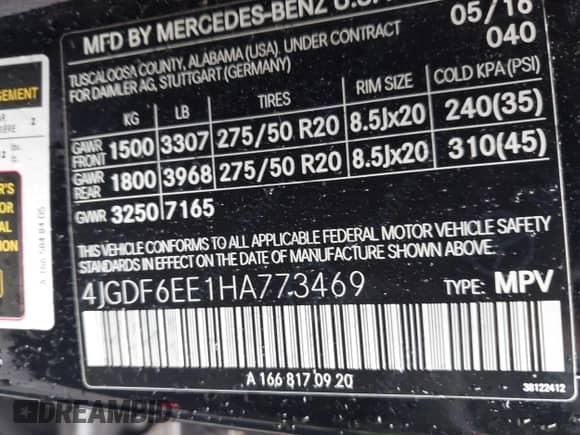 MFD BY MERCEDES-BENZ U.S.
05/16
040
TUSCALOOSA COUNTY, ALABAMA (USA). UNDER CONTRACT
FOR DAIMLER AG, STUTTGART (GERMANY)
KG LB TIRES RIM SIZE COLD KPA(PSI)
GAWR FRONT 1500 3307 275/50 R20 8.5Jx20 240(35)
GAWR REAR 1800 3968 275/50 R20 8.5Jx20 310(45)
GVWR 3250 7165
THIS VEHICLE CONFORMS TO ALL APPLICABLE FEDERAL MOTOR VEHICLE SAFETY
STANDARDS IN EFFECT ON THE DATE OF MANUFACTURE SHOWN ABOVE.
4JGDF6EE1HA773469 TYPE: MPV
A 166 817 09 20
38122412
GEMENT
2
DREAMBID